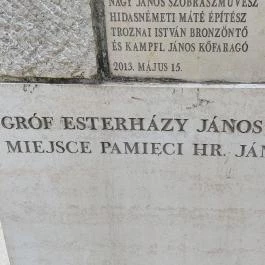 NAGY JÁNOS SZOBRÁSZMŰVÉSZ
HIDASNÉMETI MÁTÉ ÉPÍTÉSZ
TROZNAI ISTVÁN BRONZÖNTŐ
ÉS KAMPFL JÁNOS KŐFARAGÓ
2013. MÁJUS 15.
GRÓF ESTERHÁZY JÁNOS
MIEJSCE PAMIĘCI HR. JÁN